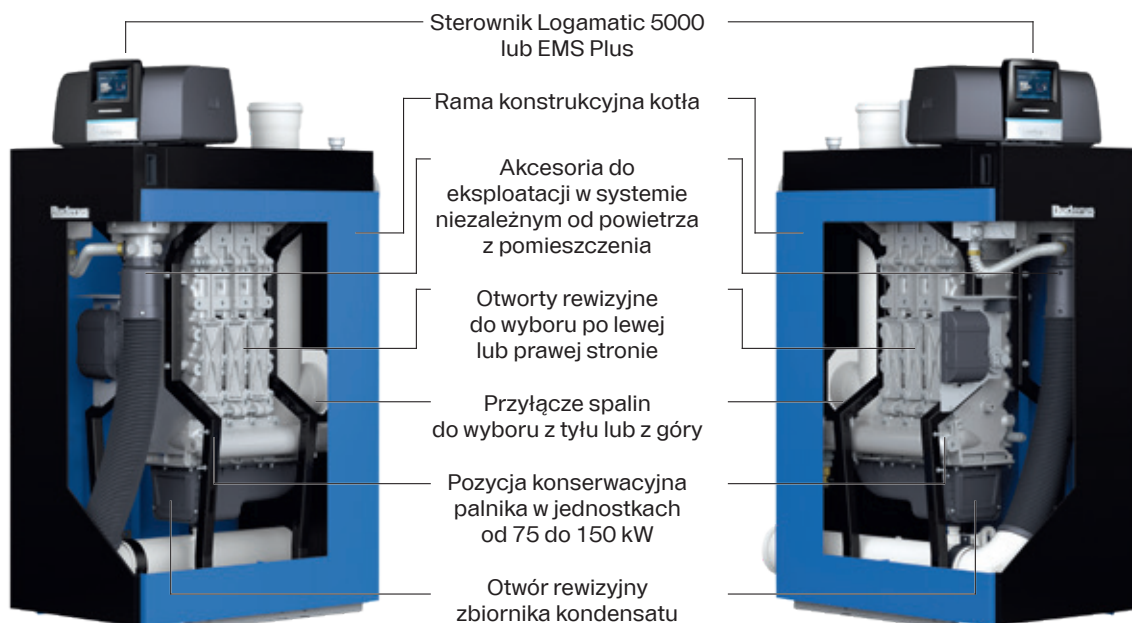 Sterownik Logamatic 5000
lub EMS Plus
Rama konstrukcyjna kotła
Akcesoria do
eksploatacji w systemie
niezależnym od powietrza
z pomieszczenia
Otworty rewizyjne
do wyboru po lewej
lub prawej stronie
Przyłącze spalin
do wyboru z tyłu lub z góry
Pozycja konserwacyjna
palnika w jednostkach
od 75 do 150 kW
Otwór rewizyjny
zbiornika kondensatu
Buderus
Buderus